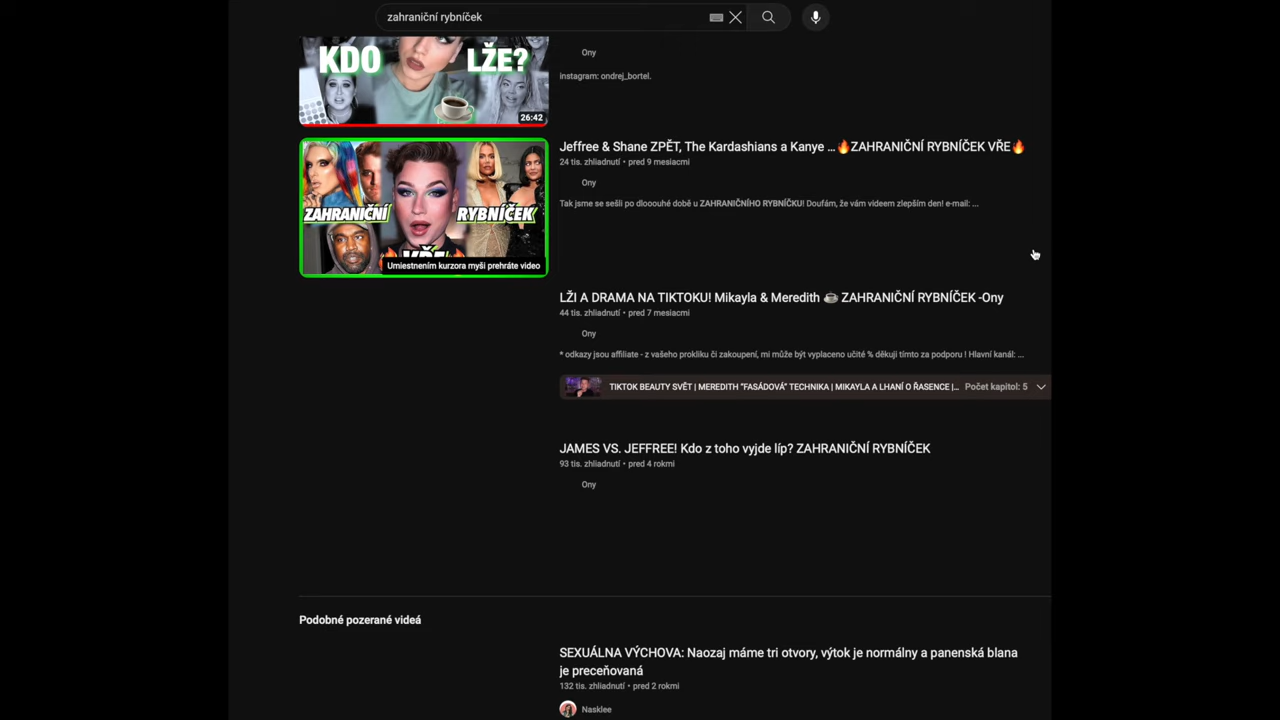 zahraniční rybníček
KDO LŽE?
26:42
Ony
instagram: ondrej_bortel.
Jeffree & Shane ZPĚT, The Kardashians a Kanye ...🔥ZAHRANIČNÍ RYBNÍČEK VŘE🔥
24 tis. zhliadnutí • pred 9 mesiacmi
Ony
Tak jsme se sešli po dlooouhé době u ZAHRANIČNÍHO RYBNÍČKU! Doufám, že vám videem zlepším den! e-mail: ...
ZAHRANIČNÍ RYBNÍČEK
VŘE
Umiestnením kurzora myši prehráte video
LŽI A DRAMA NA TIKTOKU! Mikayla & Meredith ☕ ZAHRANIČNÍ RYBNÍČEK -Ony
44 tis. zhliadnutí • pred 7 mesiacmi
Ony
* odkazy jsou affiliate - z vašeho prokliku či zakoupení, mi může být vyplaceno učité % děkuji tímto za podporu ! Hlavní kanál: ...
TIKTOK BEAUTY SVĚT | MEREDITH "FASÁDOVÁ" TECHNIKA | MIKAYLA A LHANÍ O ŘASENCE |... Počet kapitol: 5
JAMES VS. JEFFREE! Kdo z toho vyjde líp? ZAHRANIČNÍ RYBNÍČEK
93 tis. zhliadnutí • pred 4 rokmi
Ony
Podobné pozerané videá
SEXUÁLNA VÝCHOVA: Naozaj máme tri otvory, výtok je normálny a panenská blana
je preceňovaná
132 tis. zhliadnutí • pred 2 rokmi
Nasklee